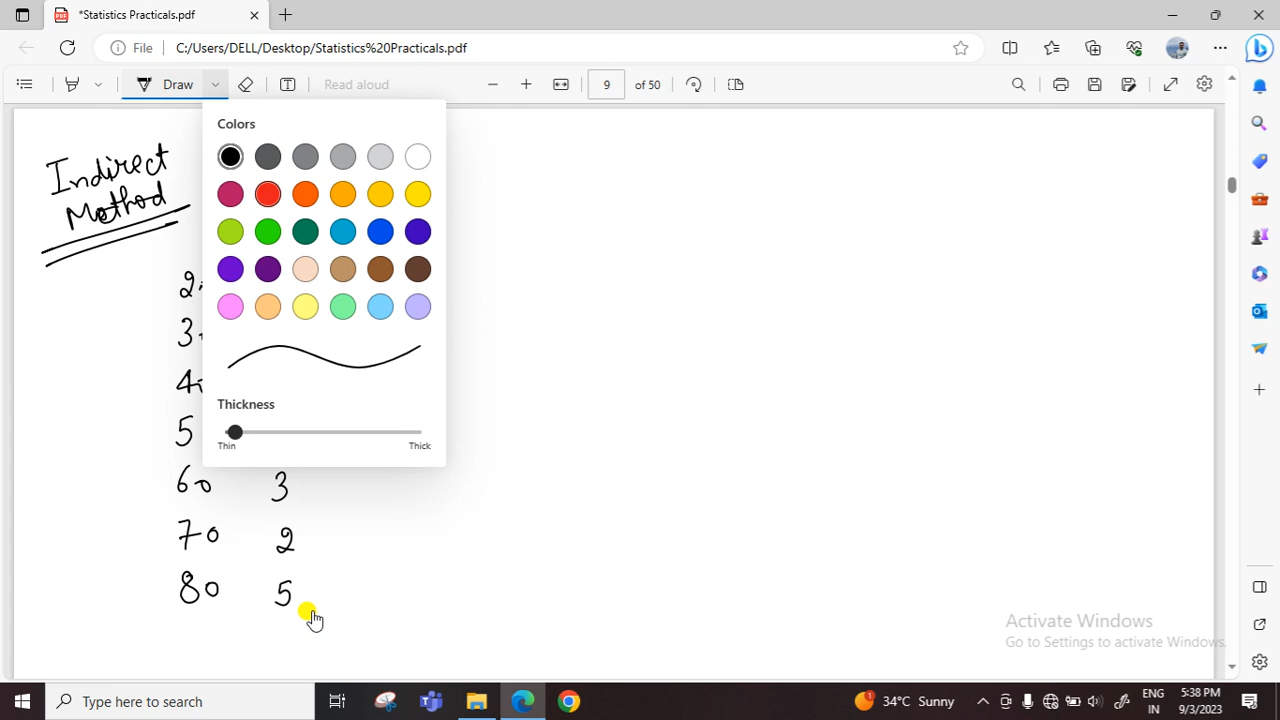 *Statistics Practicals.pdf
File C:/Users/DELL/Desktop/Statistics%20Practicals.pdf
Draw Read aloud 9 of 50
Colors
Indirect
Method
Thickness
Thin Thick
60 3
70 2
80 5
Activate Windows
Go to Settings to activate Windows.
Type here to search
34°C Sunny
ENG
IN
5:38 PM
9/3/2023